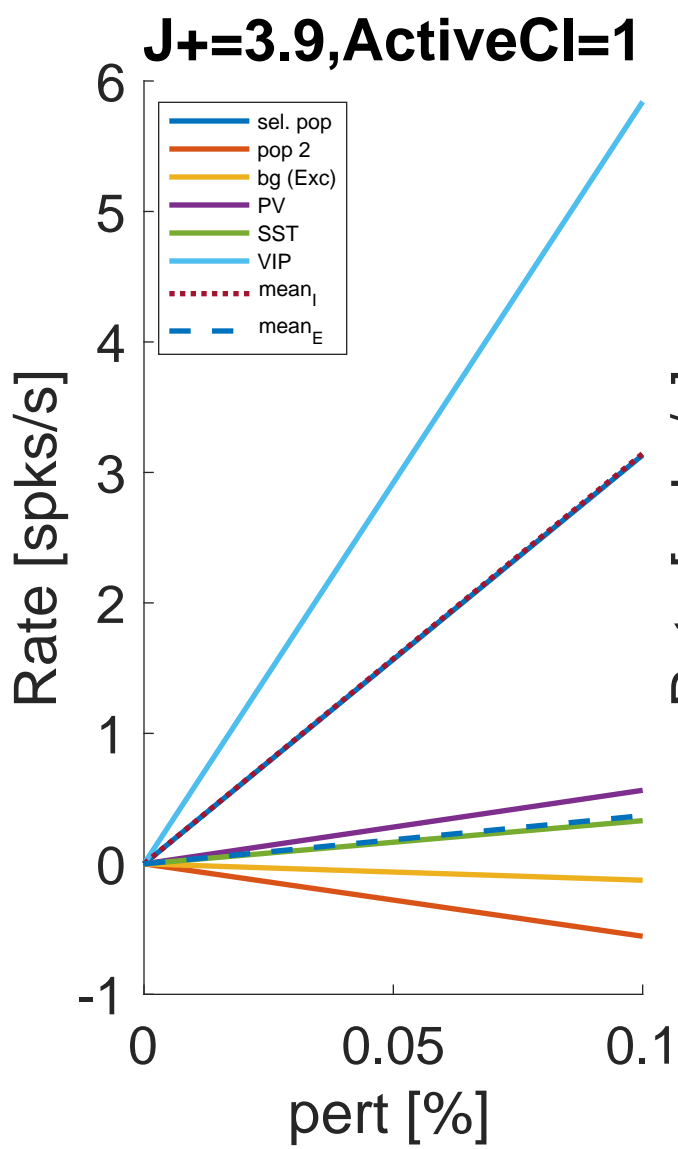 J+=3.9,ActiveCl=1
6
5
4
3
2
1
0
-1
Rate [spks/s]
sel. pop
pop 2
bg (Exc)
PV
SST
VIP
mean_I
mean_E
0
0.05
0.1
pert [%]